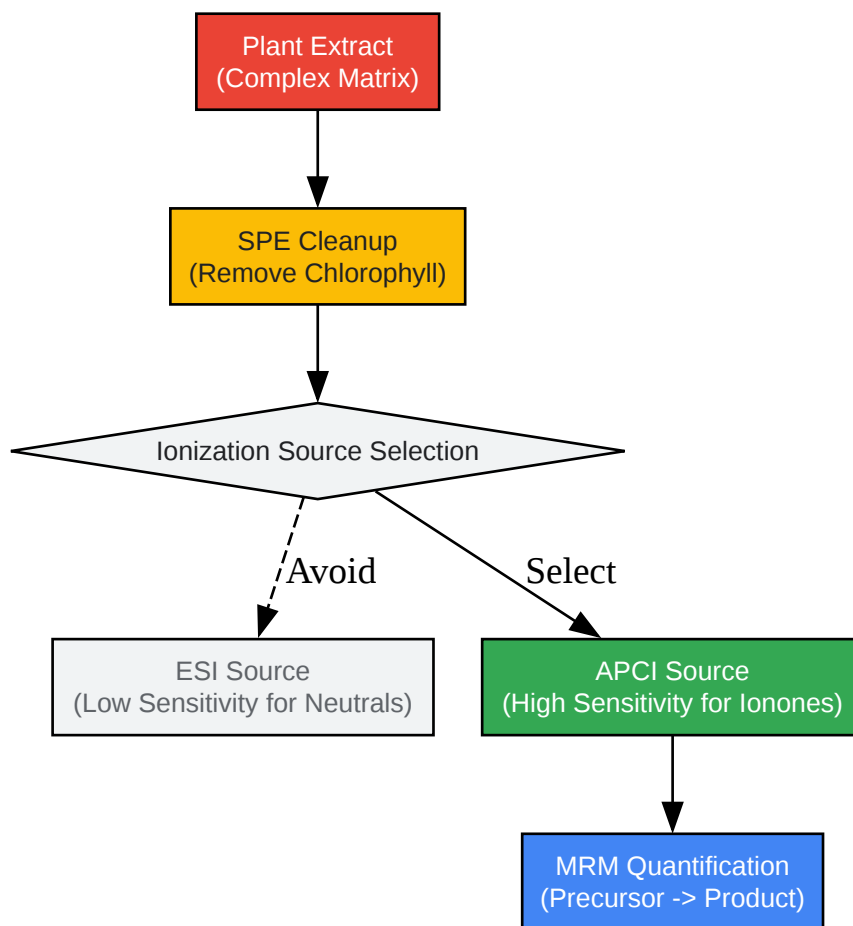 Plant Extract
(Complex Matrix)
SPE Cleanup
(Remove Chlorophyll)
Ionization Source Selection
Avoid
Select
ESI Source
(Low Sensitivity for Neutrals)
APCI Source
(High Sensitivity for Ionones)
MRM Quantification
(Precursor -> Product)